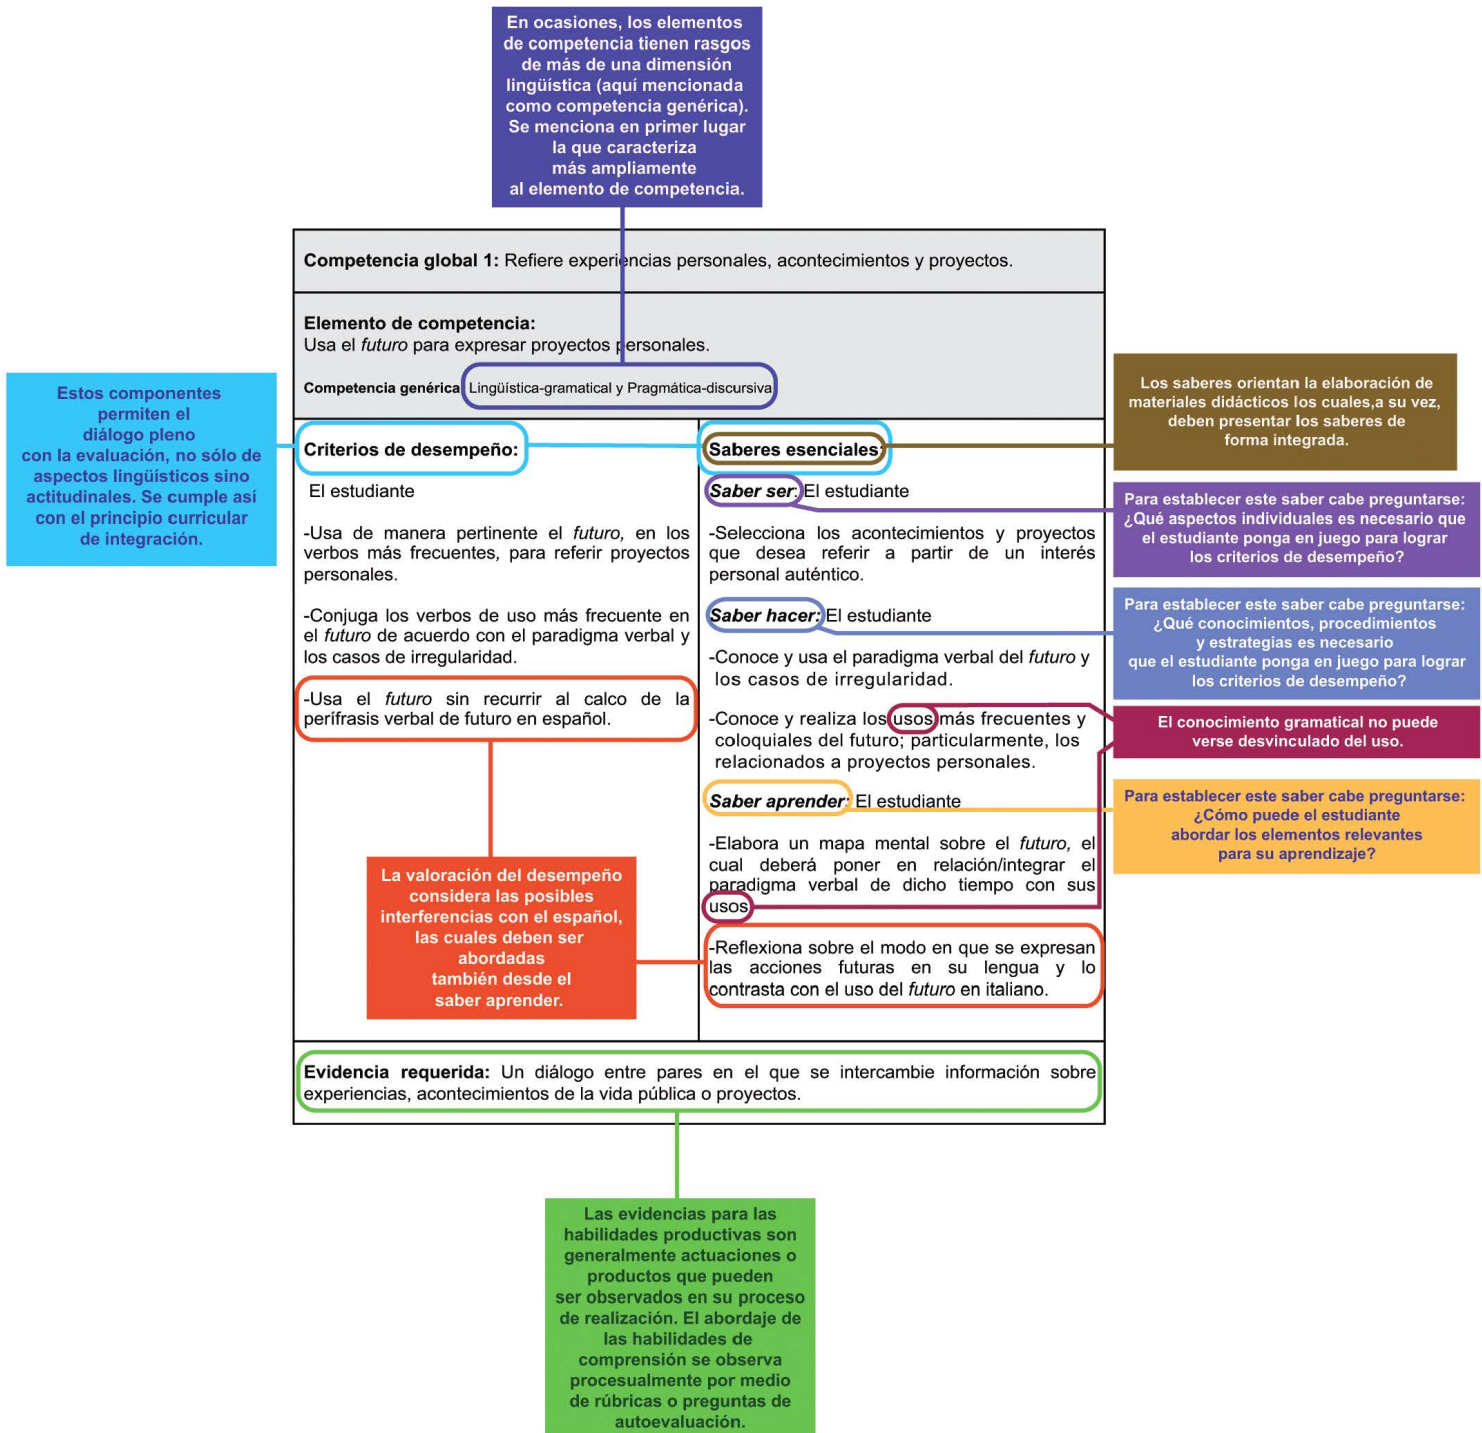 En ocasiones, los elementos
de competencia tienen rasgos
de más de una dimensión
lingüística (aquí mencionada
como competencia genérica).
Se menciona en primer lugar
la que caracteriza
más ampliamente
al elemento de competencia.
Competencia global 1: Refiere experiencias personales, acontecimientos y proyectos.
Elemento de competencia:
Usa el futuro para expresar proyectos personales.
Competencia genérica Lingüística-gramatical y Pragmática-discursiva
Estos componentes
permiten el
diálogo pleno
con la evaluación, no sólo de
aspectos lingüísticos sino
actitudinales. Se cumple así
con el principio curricular
de integración.
Criterios de desempeño:
El estudiante
-Usa de manera pertinente el futuro, en los
verbos más frecuentes, para referir proyectos
personales.
-Conjuga los verbos de uso más frecuente en
el futuro de acuerdo con el paradigma verbal y
los casos de irregularidad.
-Usa el futuro sin recurrir al calco de la
perífrasis verbal de futuro en español.
La valoración del desempeño
considera las posibles
interferencias con el español,
las cuales deben ser
abordadas
también desde el
saber aprender.
Saberes esenciales:
Saber ser: El estudiante
-Selecciona los acontecimientos y proyectos
que desea referir a partir de un interés
personal auténtico.
Saber hacer: El estudiante
-Conoce y usa el paradigma verbal del futuro y
los casos de irregularidad.
-Conoce y realiza los usos más frecuentes y
coloquiales del futuro; particularmente, los
relacionados a proyectos personales.
Saber aprender: El estudiante
-Elabora un mapa mental sobre el futuro, el
cual deberá poner en relación/integrar el
paradigma verbal de dicho tiempo con sus
usos
-Reflexiona sobre el modo en que se expresan
las acciones futuras en su lengua y lo
contrasta con el uso del futuro en italiano.
Los saberes orientan la elaboración de
materiales didácticos los cuales,a su vez,
deben presentar los saberes de
forma integrada.
Para establecer este saber cabe preguntarse:
¿Qué aspectos individuales es necesario que
el estudiante ponga en juego para lograr
los criterios de desempeño?
Para establecer este saber cabe preguntarse:
¿Qué conocimientos, procedimientos
y estrategias es necesario
que el estudiante ponga en juego para lograr
los criterios de desempeño?
El conocimiento gramatical no puede
verse desvinculado del uso.
Para establecer este saber cabe preguntarse:
¿Cómo puede el estudiante
abordar los elementos relevantes
para su aprendizaje?
Evidencia requerida: Un diálogo entre pares en el que se intercambie información sobre
experiencias, acontecimientos de la vida pública o proyectos.
Las evidencias para las
habilidades productivas son
generalmente actuaciones o
productos que pueden
ser observados en su proceso
de realización. El abordaje de
las habilidades de
comprensión se observa
procesualmente por medio
de rúbricas o preguntas de
autoevaluación.